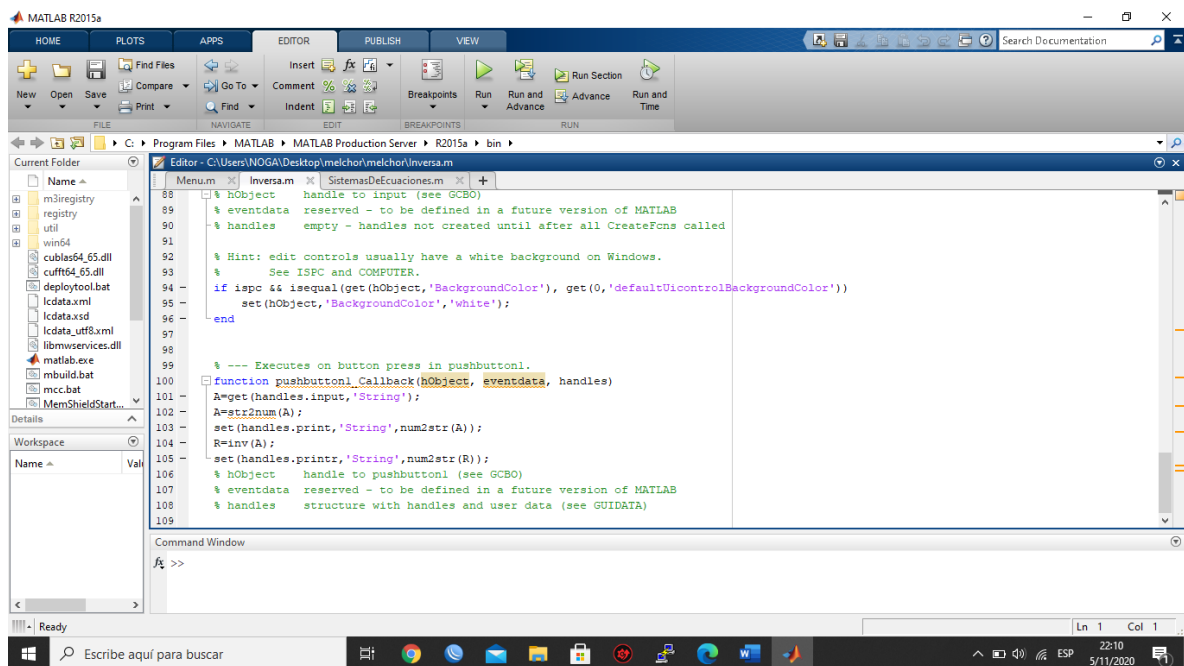 MATLAB R2015a
HOME PLOTS APPS EDITOR PUBLISH VIEW Search Documentation
New Open Save Find Files Compare Print
FILE
Go To Find
NAVIGATE
Insert fx Comment Indent
EDIT
Breakpoints
BREAKPOINTS
Run Run and Advance Run Section Advance Run and Time
RUN
C: Program Files MATLAB MATLAB Production Server R2015a bin
Current Folder
Name
m3iregistry
registry
util
win64
cublas64_65.dll
cufft64_65.dll
deploytool.bat
lcdata.xml
lcdata.xsd
lcdata_utf8.xml
libmwservices.dll
matlab.exe
mbuild.bat
mcc.bat
MemShieldStart...
Details
Workspace
Name Val
Editor - C:\Users\NOGA\Desktop\melchor\melchor\Inversa.m
Menu.m Inversa.m SistemasDeEcuaciones.m
88 % hObject    handle to input (see GCBO)
89 % eventdata  reserved - to be defined in a future version of MATLAB
90 % handles    empty - handles not created until after all CreateFcns called
91
92 % Hint: edit controls usually have a white background on Windows.
93 %       See ISPC and COMPUTER.
94 - if ispc && isequal(get(hObject,'BackgroundColor'), get(0,'defaultUicontrolBackgroundColor'))
95 -     set(hObject,'BackgroundColor','white');
96 - end
97
98
99 % --- Executes on button press in pushbutton1.
100 function pushbutton1_Callback(hObject, eventdata, handles)
101 - A=get(handles.input,'String');
102 - A=str2num(A);
103 - set(handles.print,'String',num2str(A));
104 - R=inv(A);
105 - set(handles.printr,'String',num2str(R));
106 % hObject    handle to pushbutton1 (see GCBO)
107 % eventdata  reserved - to be defined in a future version of MATLAB
108 % handles    structure with handles and user data (see GUIDATA)
109
Command Window
fx >>
Ready
Ln 1 Col 1
Escribe aquí para buscar
ESP
22:10
5/11/2020